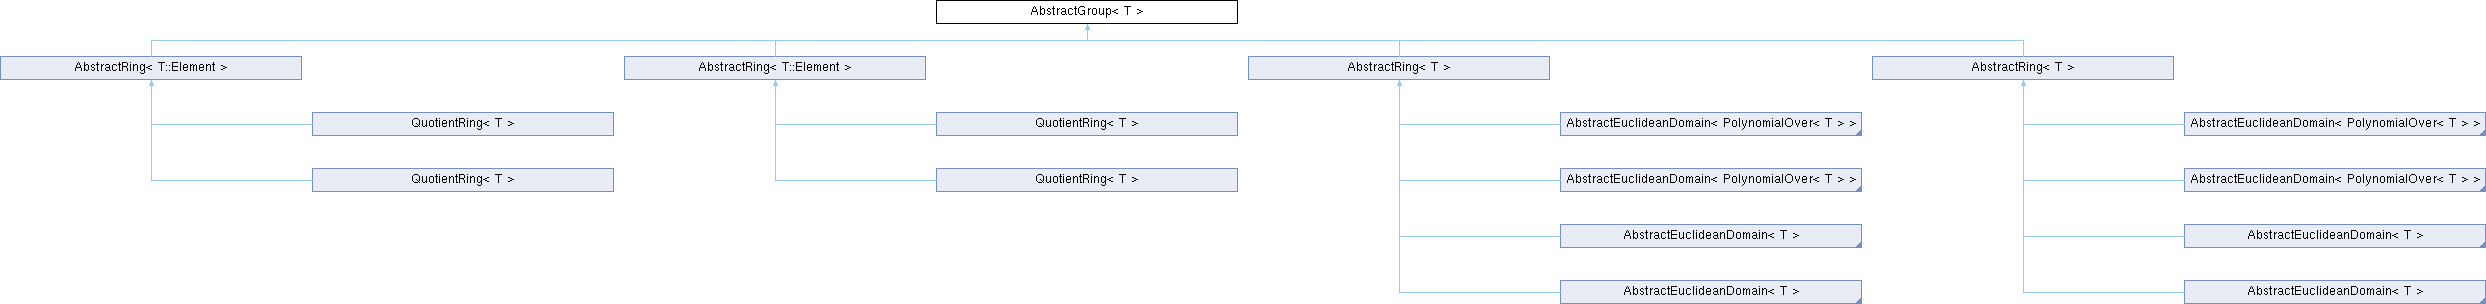 AbstractGroup< T >
AbstractRing< T::Element >
AbstractRing< T::Element >
AbstractRing< T >
AbstractRing< T >
QuotientRing< T >
QuotientRing< T >
AbstractEuclideanDomain< PolynomialOver< T > >
AbstractEuclideanDomain< PolynomialOver< T > >
QuotientRing< T >
QuotientRing< T >
AbstractEuclideanDomain< PolynomialOver< T > >
AbstractEuclideanDomain< PolynomialOver< T > >
AbstractEuclideanDomain< T >
AbstractEuclideanDomain< T >
AbstractEuclideanDomain< T >
AbstractEuclideanDomain< T >